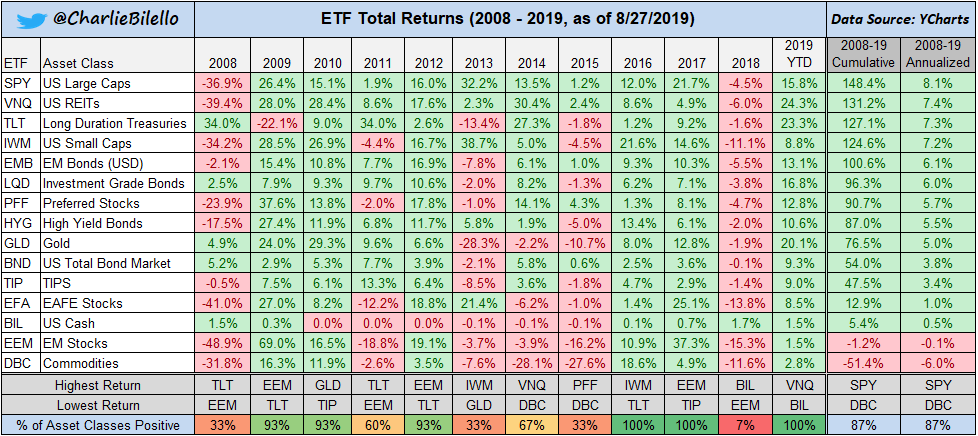 @CharlieBilello ETF Total Returns (2008 - 2019, as of 8/27/2019) Data Source: YCharts
2019 2008-19 2008-19
ETF Asset Class 2008 2009 2010 2011 2012 2013 2014 2015 2016 2017 2018 YTD Cumulative Annualized
SPY US Large Caps -36.9% 26.4% 15.1% 1.9% 16.0% 32.2% 13.5% 1.2% 12.0% 21.7% -4.5% 15.8% 148.4% 8.1%
VNQ US REITs -39.4% 28.0% 28.4% 8.6% 17.6% 2.3% 30.4% 2.4% 8.6% 4.9% -6.0% 24.3% 131.2% 7.4%
TLT Long Duration Treasuries 34.0% -22.1% 9.0% 34.0% 2.6% -13.4% 27.3% -1.8% 1.2% 9.2% -1.6% 23.3% 127.1% 7.3%
IWM US Small Caps -34.2% 28.5% 26.9% -4.4% 16.7% 38.7% 5.0% -4.5% 21.6% 14.6% -11.1% 8.8% 124.6% 7.2%
EMB EM Bonds (USD) -2.1% 15.4% 10.8% 7.7% 16.9% -7.8% 6.1% 1.0% 9.3% 10.3% -5.5% 13.1% 100.6% 6.1%
LQD Investment Grade Bonds 2.5% 7.9% 9.3% 9.7% 10.6% -2.0% 8.2% -1.3% 6.2% 7.1% -3.8% 16.8% 96.3% 6.0%
PFF Preferred Stocks -23.9% 37.6% 13.8% -2.0% 17.8% -1.0% 14.1% 4.3% 1.3% 8.1% -4.7% 12.8% 90.7% 5.7%
HYG High Yield Bonds -17.5% 27.4% 11.9% 6.8% 11.7% 5.8% 1.9% -5.0% 13.4% 6.1% -2.0% 10.6% 87.0% 5.5%
GLD Gold 4.9% 24.0% 29.3% 9.6% 6.6% -28.3% -2.2% -10.7% 8.0% 12.8% -1.9% 20.1% 76.5% 5.0%
BND US Total Bond Market 5.2% 2.9% 5.3% 7.7% 3.9% -2.1% 5.8% 0.6% 2.5% 3.6% -0.1% 9.3% 54.0% 3.8%
TIP TIPS -0.5% 7.5% 6.1% 13.3% 6.4% -8.5% 3.6% -1.8% 4.7% 2.9% -1.4% 9.0% 47.5% 3.4%
EFA EAFE Stocks -41.0% 27.0% 8.2% -12.2% 18.8% 21.4% -6.2% -1.0% 1.4% 25.1% -13.8% 8.5% 12.9% 1.0%
BIL US Cash 1.5% 0.3% 0.0% 0.0% 0.0% -0.1% -0.1% -0.1% 0.1% 0.7% 1.7% 1.5% 5.4% 0.5%
EEM EM Stocks -48.9% 69.0% 16.5% -18.8% 19.1% -3.7% -3.9% -16.2% 10.9% 37.3% -15.3% 1.5% -1.2% -0.1%
DBC Commodities -31.8% 16.3% 11.9% -2.6% 3.5% -7.6% -28.1% -27.6% 18.6% 4.9% -11.6% 2.8% -51.4% -6.0%
Highest Return TLT EEM GLD TLT EEM IWM VNQ PFF IWM EEM BIL VNQ SPY SPY
Lowest Return EEM TLT TIP EEM TLT GLD DBC DBC TLT TLT EEM BIL DBC DBC
% of Asset Classes Positive 33% 93% 93% 60% 93% 33% 67% 33% 100% 100% 7% 100% 87% 87%